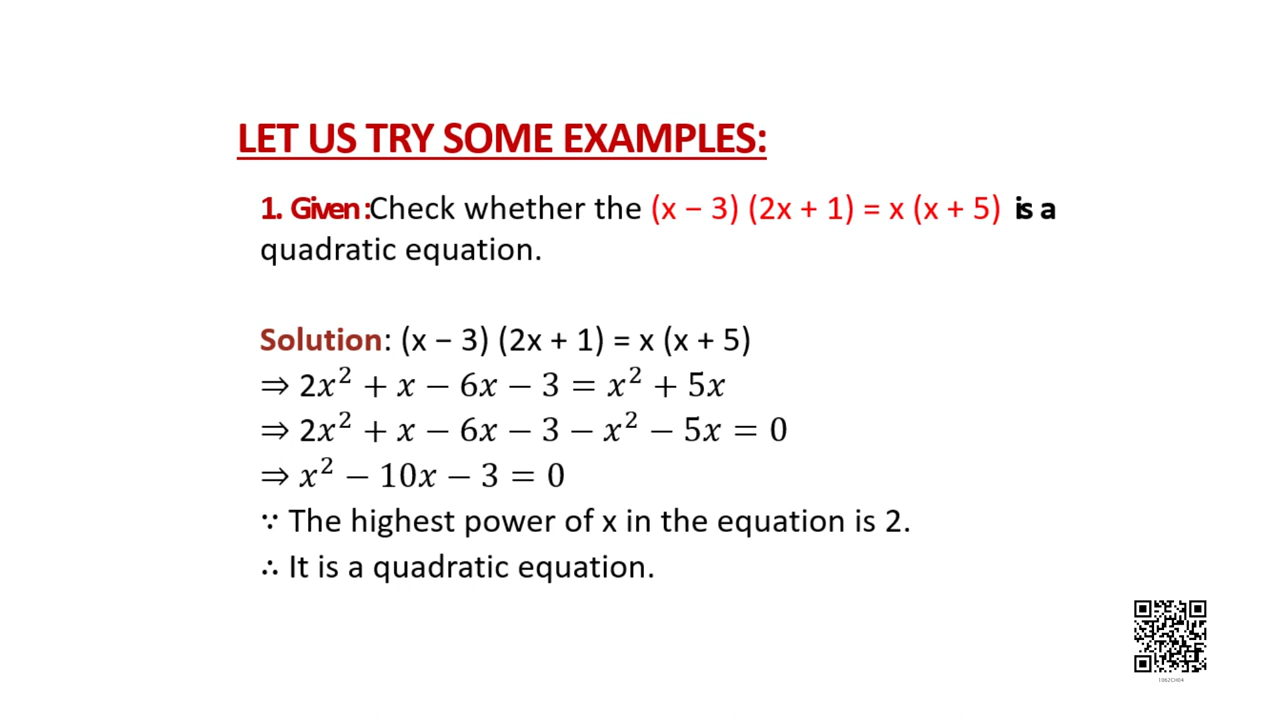 LET US TRY SOME EXAMPLES:
1. Given :Check whether the (x − 3) (2x + 1) = x (x + 5) is a
quadratic equation.
Solution: (x − 3) (2x + 1) = x (x + 5)
⇒ 2x² + x − 6x − 3 = x² + 5x
⇒ 2x² + x − 6x − 3 − x² − 5x = 0
⇒ x² − 10x − 3 = 0
∵ The highest power of x in the equation is 2.
∴ It is a quadratic equation.
1062CH04